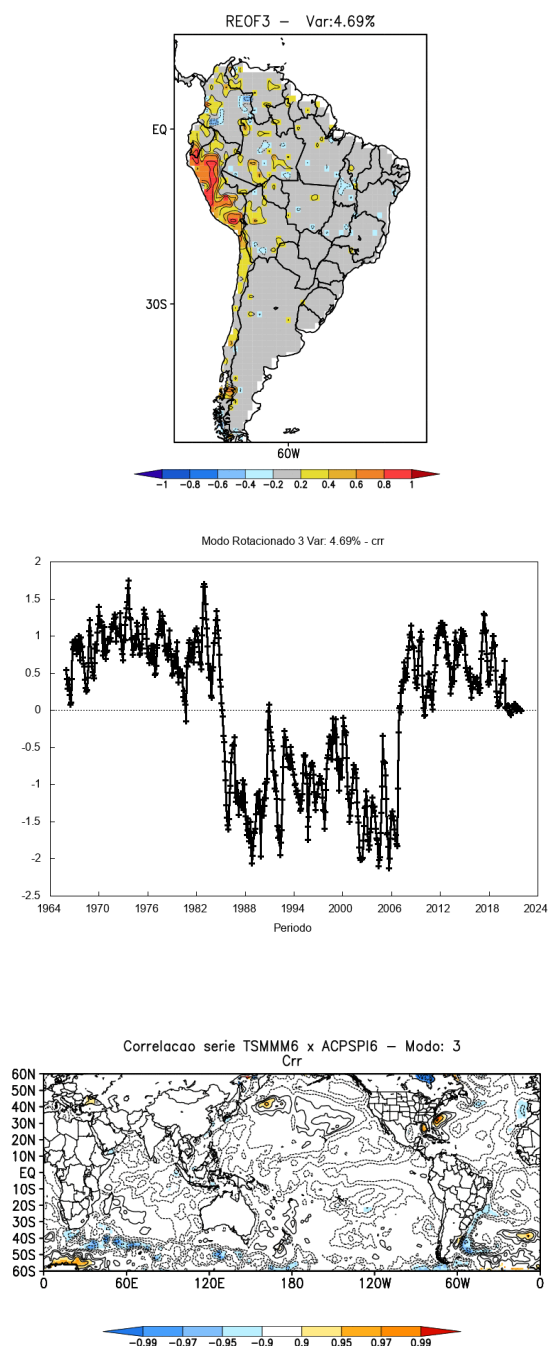 REOF3 – Var:4.69%
EQ
30S
60W
−1 −0.8 −0.6 −0.4 −0.2 0.2 0.4 0.6 0.8 1
Modo Rotacionado 3 Var: 4.69% - crr
2
1.5
1
0.5
0
-0.5
-1
-1.5
-2
-2.5
1964 1970 1976 1982 1988 1994 2000 2006 2012 2018 2024
Periodo
Correlacao serie TSMMM6 x ACPSPI6 – Modo: 3
Crr
60N
50N
40N
30N
20N
10N
EQ
10S
20S
30S
40S
50S
60S
0 60E 120E 180 120W 60W 0
−0.99 −0.97 −0.95 −0.9 0.9 0.95 0.97 0.99